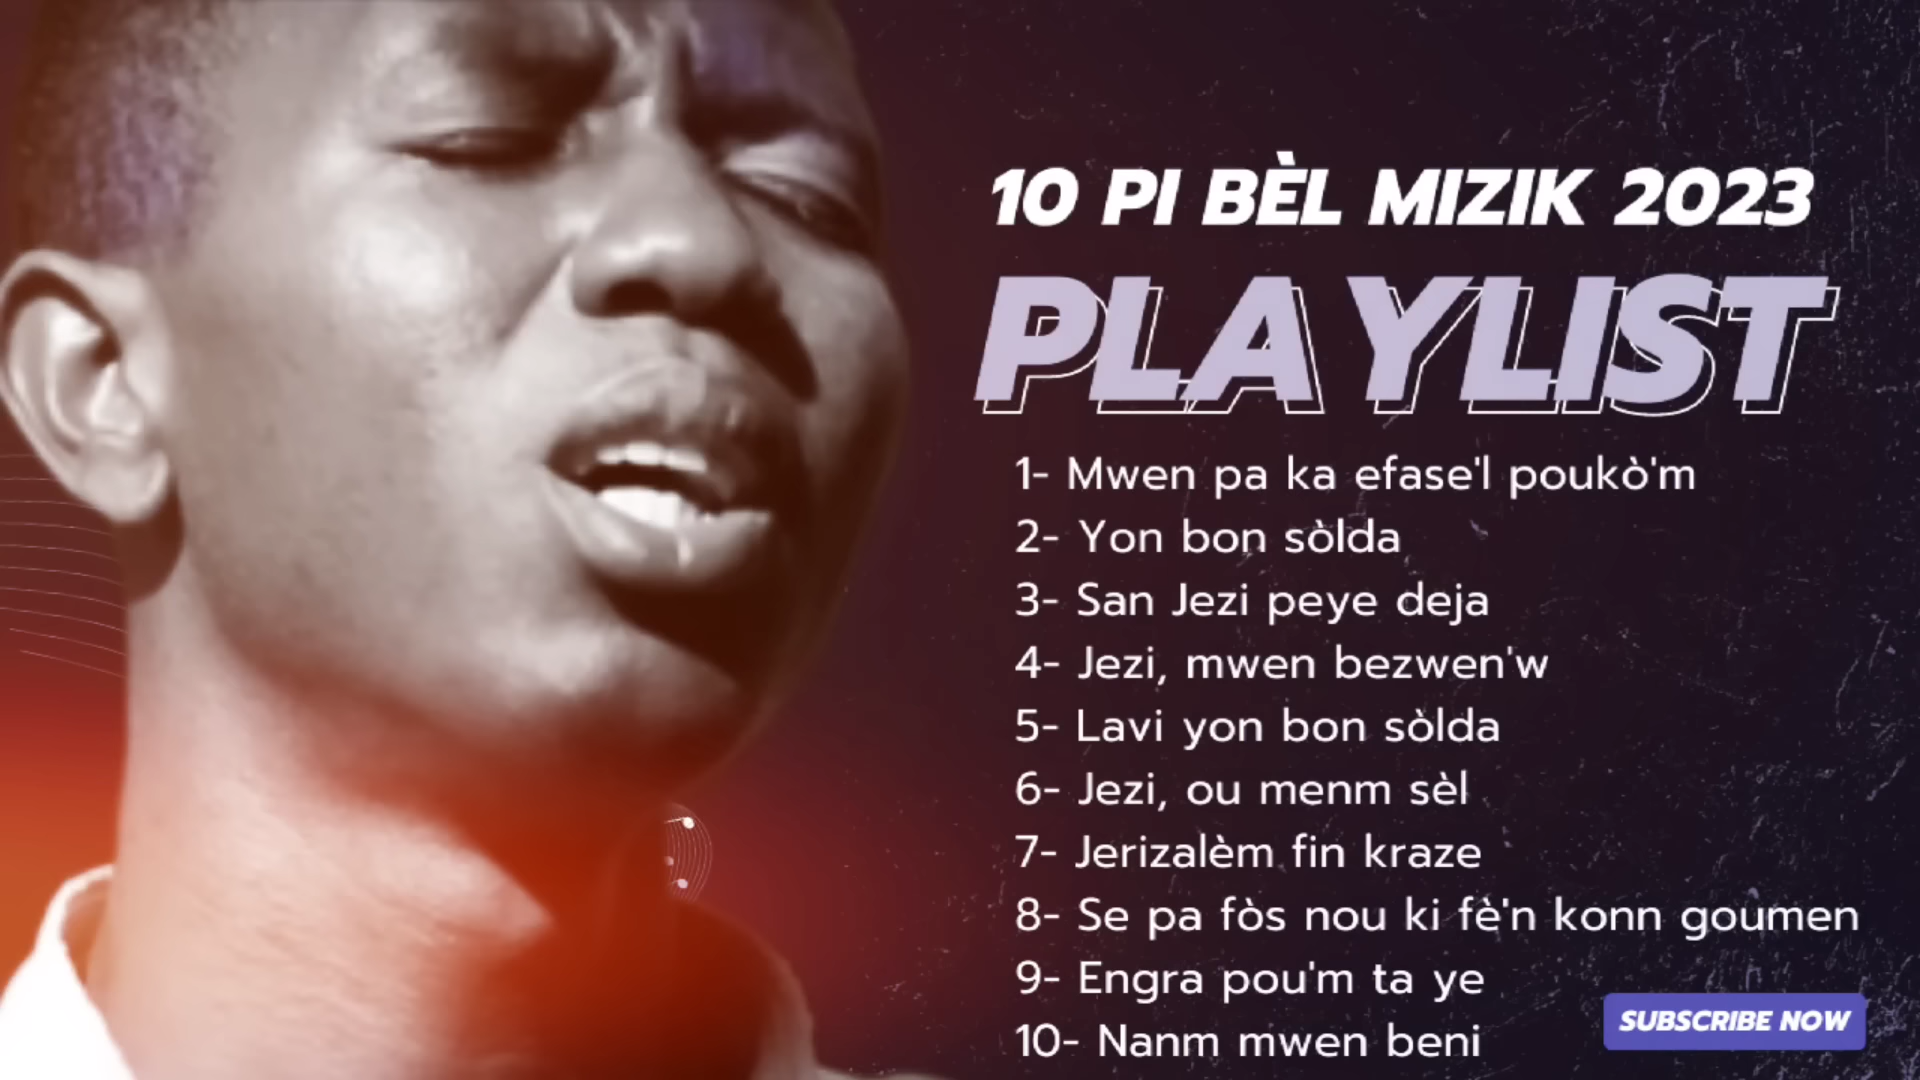 10 PI BÈL MIZIK 2023
PLAYLIST
1- Mwen pa ka efase'l poukò'm
2- Yon bon sòlda
3- San Jezi peye deja
4- Jezi, mwen bezwen'w
5- Lavi yon bon sòlda
6- Jezi, ou menm sèl
7- Jerizalèm fin kraze
8- Se pa fòs nou ki fè'n konn goumen
9- Engra pou'm ta ye
10- Nanm mwen beni
SUBSCRIBE NOW